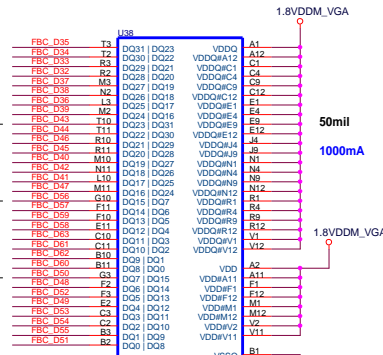 1.8VDDM_VGA
U38
FBC_D35 T3 DQ31 | DQ23 VDDQ A1
FBC_D34 T2 DQ30 | DQ22 VDDQ#A12 A12
FBC_D33 R3 DQ29 | DQ21 VDDQ#C1 C1
FBC_D32 R2 DQ28 | DQ20 VDDQ#C4 C4
FBC_D37 M3 DQ27 | DQ19 VDDQ#C9 C9
FBC_D38 N2 DQ26 | DQ18 VDDQ#C12 C12
FBC_D36 L3 DQ25 | DQ17 VDDQ#E1 E1
FBC_D39 M2 DQ24 | DQ16 VDDQ#E4 E4
FBC_D43 T10 DQ23 | DQ31 VDDQ#E9 E9 50mil
FBC_D44 T11 DQ22 | DQ30 VDDQ#E12 E12
FBC_D46 R10 DQ21 | DQ29 VDDQ#J4 J4
FBC_D45 R11 DQ20 | DQ28 VDDQ#J9 J9 1000mA
FBC_D40 M10 DQ19 | DQ27 VDDQ#N1 N1
FBC_D42 N11 DQ18 | DQ26 VDDQ#N4 N4
FBC_D41 L10 DQ17 | DQ25 VDDQ#N9 N9
FBC_D47 M11 DQ16 | DQ24 VDDQ#N12 N12
FBC_D56 G10 DQ15 | DQ7 VDDQ#R1 R1
FBC_D57 F11 DQ14 | DQ6 VDDQ#R4 R4
FBC_D59 F10 DQ13 | DQ5 VDDQ#R9 R9
FBC_D58 E11 DQ12 | DQ4 VDDQ#R12 R12
FBC_D63 C10 DQ11 | DQ3 VDDQ#V1 V1 1.8VDDM_VGA
FBC_D61 C11 DQ10 | DQ2 VDDQ#V12 V12
FBC_D62 B10 DQ9 | DQ1
FBC_D60 B11 DQ8 | DQ0 VDD A2
FBC_D50 G3 DQ7 | DQ15 VDD#A11 A11
FBC_D48 F2 DQ6 | DQ14 VDD#F1 F1
FBC_D53 F3 DQ5 | DQ13 VDD#F12 F12
FBC_D49 E2 DQ4 | DQ12 VDD#M1 M1
FBC_D52 C3 DQ3 | DQ11 VDD#M12 M12
FBC_D54 C2 DQ2 | DQ10 VDD#V2 V2
FBC_D55 B3 DQ1 | DQ9 VDD#V11 V11
FBC_D51 B2 DQ0 | DQ8
B1